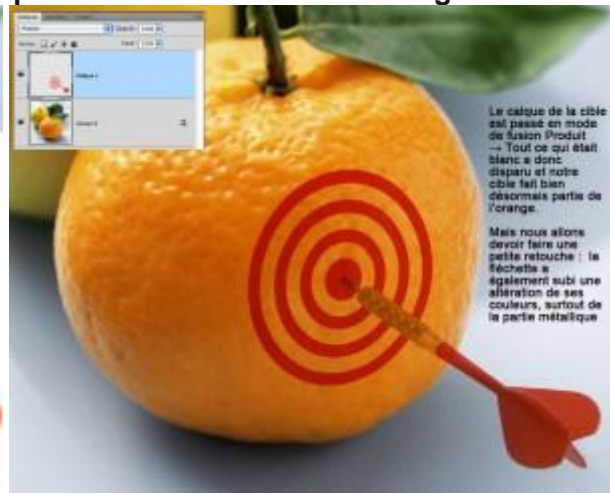 Le calque de la cible
est passé en mode
de fusion Produit
→ Tout ce qui était
blanc a donc
disparu et notre
cible fait bien
désormais partie de
l'orange.
Mais nous allons
devoir faire une
petite retouche : la
fléchette a
également subi une
altération de ses
couleurs, surtout de
la partie métallique